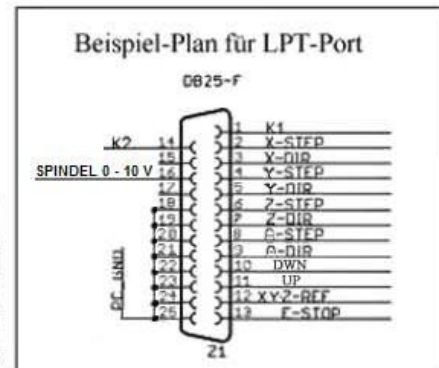 Beispiel-Plan für LPT-Port
DB25-F
1 K1
K2 14
2 X-STEP
15
3 X-DIR
SPINDEL 0 - 10 V 16
4 Y-STEP
17
5 Y-DIR
18
6 Z-STEP
19
7 Z-DIR
20
8 A-STEP
21
9 A-DIR
22
10 DWN
23
11 UP
24
12 XY-Z-REF
25
13 E-STOP
PC_GND
Z1